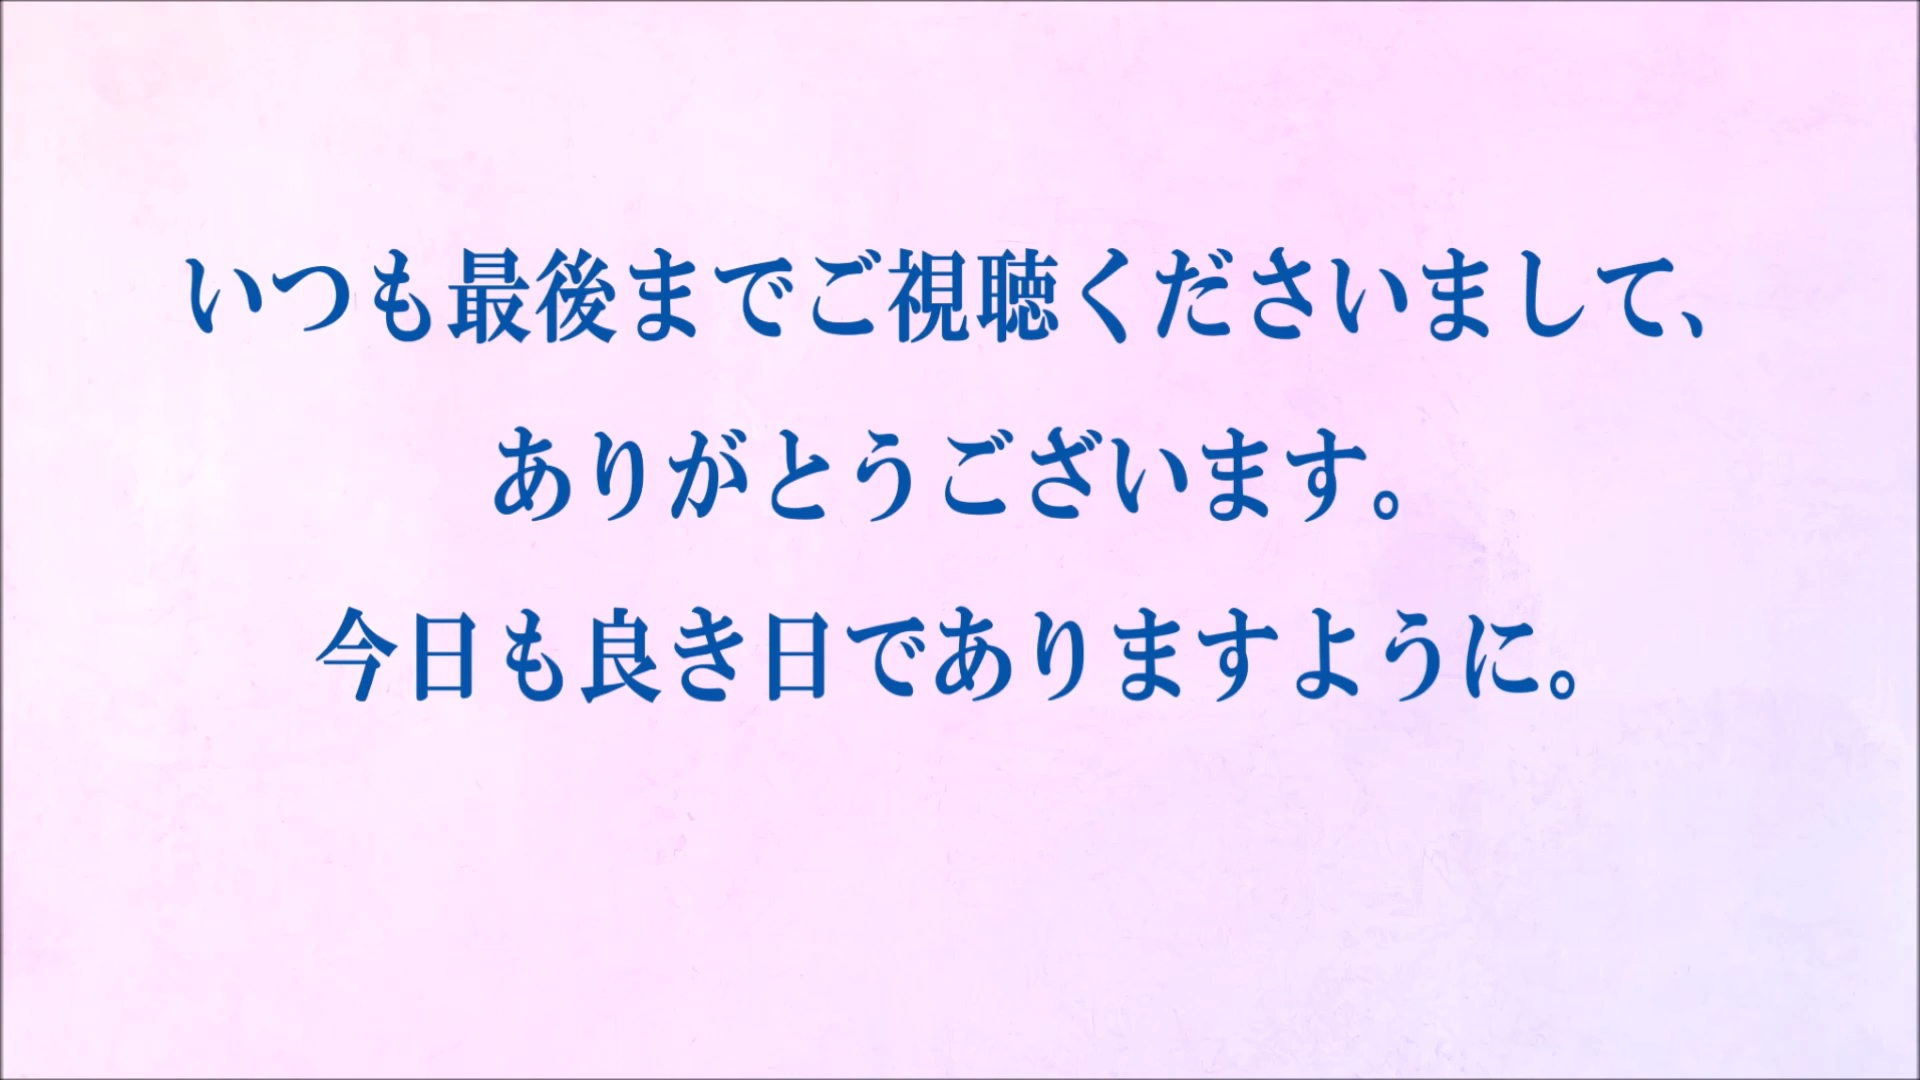 いつも最後までご視聴くださいまして、
ありがとうございます。
今日も良き日でありますように。